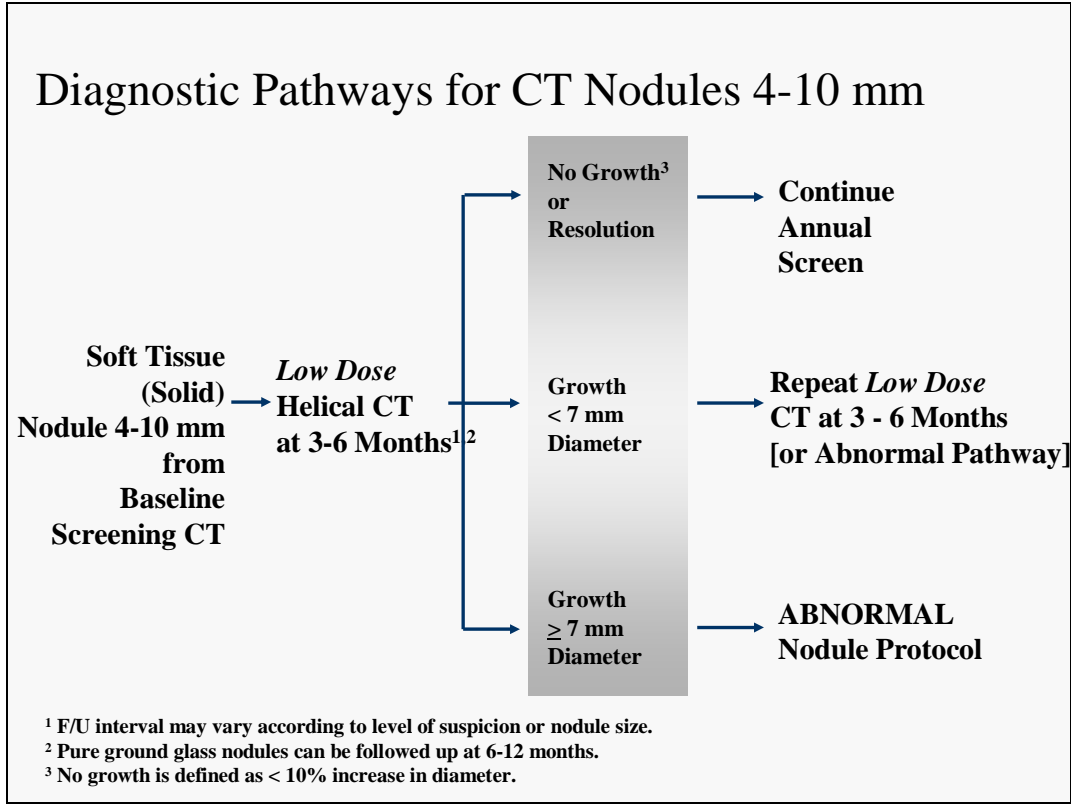 Diagnostic Pathways for CT Nodules 4-10 mm
Soft Tissue
(Solid)
Nodule 4-10 mm
from
Baseline
Screening CT
Low Dose
Helical CT
at 3-6 Months1,2
No Growth3
or
Resolution
Continue
Annual
Screen
Growth
< 7 mm
Diameter
Repeat Low Dose
CT at 3 - 6 Months
[or Abnormal Pathway]
Growth
≥ 7 mm
Diameter
ABNORMAL
Nodule Protocol
1 F/U interval may vary according to level of suspicion or nodule size.
2 Pure ground glass nodules can be followed up at 6-12 months.
3 No growth is defined as < 10% increase in diameter.